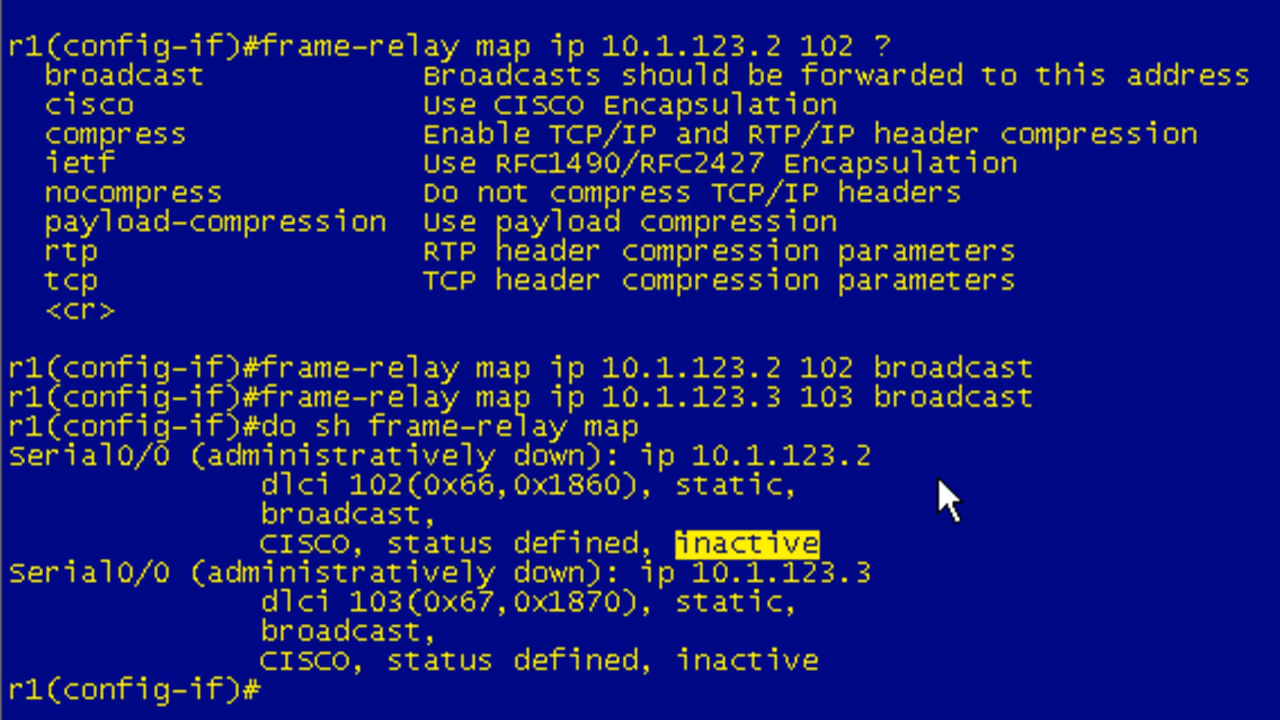 r1(config-if)#frame-relay map ip 10.1.123.2 102 ?
broadcast Broadcasts should be forwarded to this address
cisco Use CISCO Encapsulation
compress Enable TCP/IP and RTP/IP header compression
ietf Use RFC1490/RFC2427 Encapsulation
nocompress Do not compress TCP/IP headers
payload-compression Use payload compression
rtp RTP header compression parameters
tcp TCP header compression parameters
<cr>
r1(config-if)#frame-relay map ip 10.1.123.2 102 broadcast
r1(config-if)#frame-relay map ip 10.1.123.3 103 broadcast
r1(config-if)#do sh frame-relay map
Serial0/0 (administratively down): ip 10.1.123.2
dlci 102(0x66,0x1860), static,
broadcast,
CISCO, status defined, inactive
Serial0/0 (administratively down): ip 10.1.123.3
dlci 103(0x67,0x1870), static,
broadcast,
CISCO, status defined, inactive
r1(config-if)#